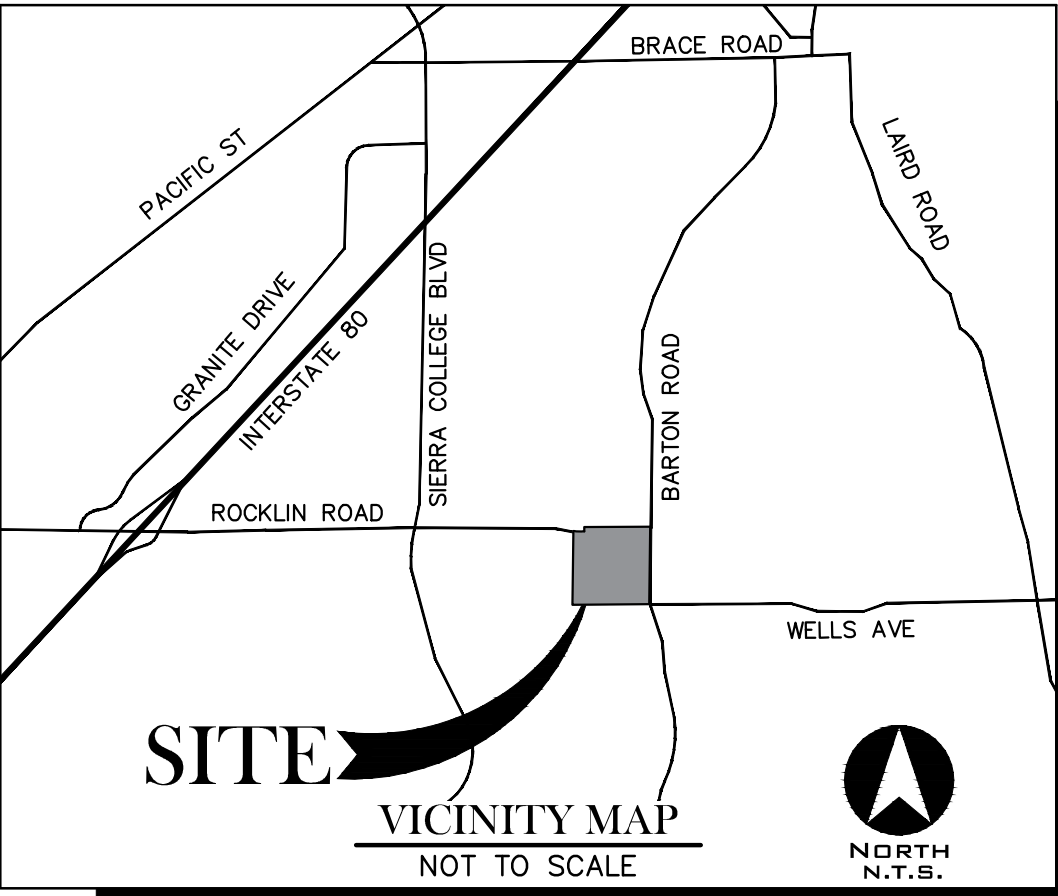 BRACE ROAD
PACIFIC ST
LAIRD ROAD
GRANITE DRIVE
INTERSTATE 80
SIERRA COLLEGE BLVD
BARTON ROAD
ROCKLIN ROAD
WELLS AVE
SITE
VICINITY MAP
NOT TO SCALE
NORTH
N.T.S.